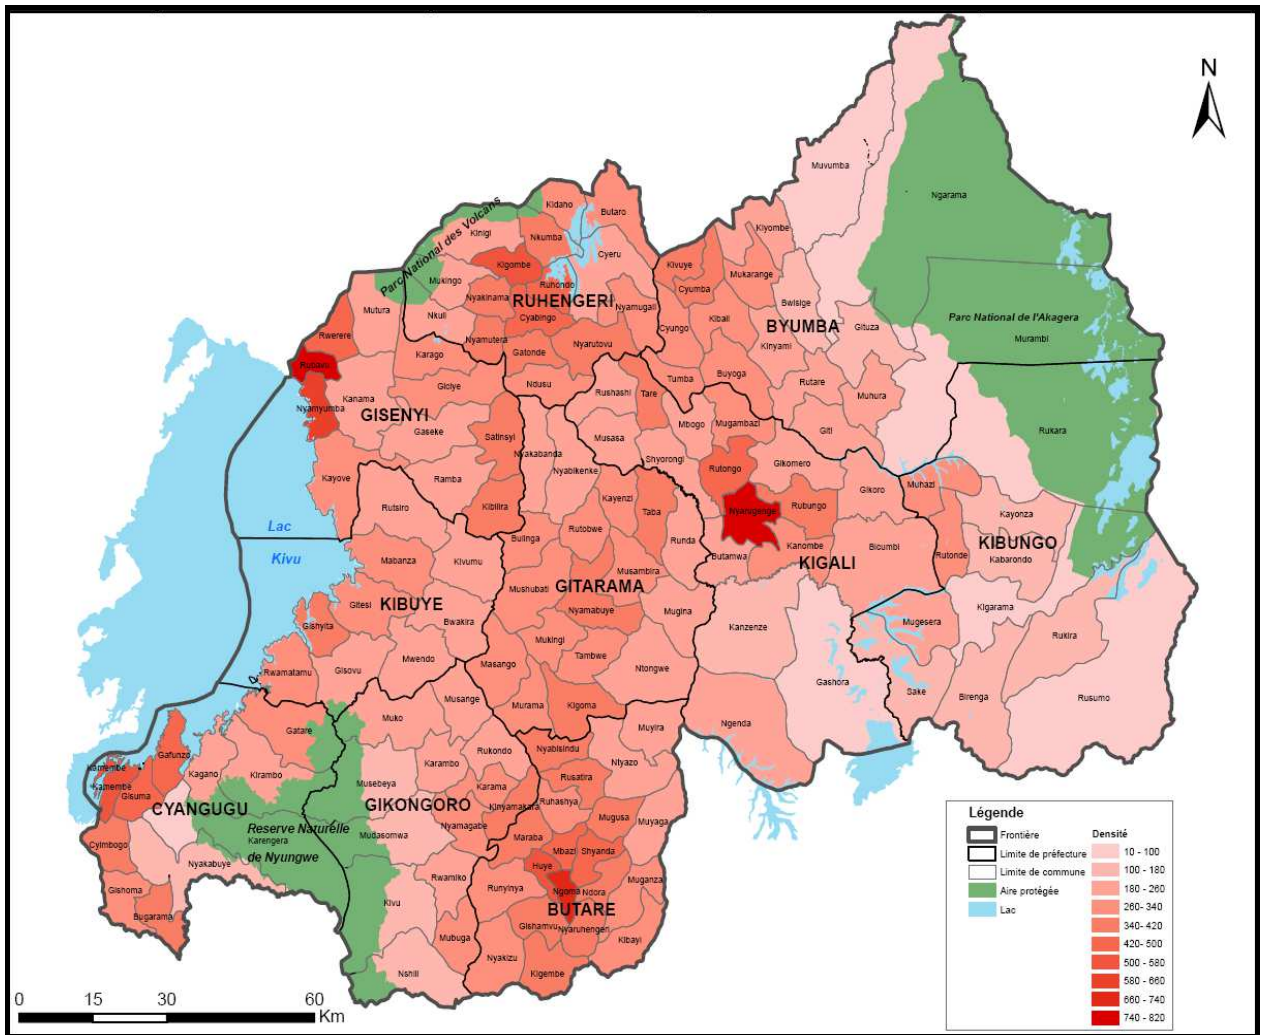 N
Muvumba
Ngarama
Kidaho
Butaro
Kiyombe
Parc National des Volcans
Kinigi
Nkumba
Cyeru
Kivuye
Mukarange
Kigombe
Mukingo
Ruhondo
Cyumba
Bwisige
Nyakinama
RUHENGERI
Nyamugali
Mutura
Nkuli
Cyabingo
Cyungo
Kibali
BYUMBA
Gituza
Parc National de l'Akagera
Rwerere
Nyamutera
Nyarutovu
Kinyami
Murambi
Karago
Gatonde
Rubavu
Giciye
Ndusu
Tumba
Buyoga
Rutare
Rushashi
Tare
Muhura
Kanama
Nyamyumba
GISENYI
Mugambazi
Mbogo
Giti
Rukara
Gaseke
Satinsyi
Musasa
Nyakabanda
Shyorongi
Gikomero
Nyabikenke
Rutongo
Kayove
Ramba
Muhazi
Gikoro
Kayenzi
Kibilira
Rutsiro
Nyarugenge
Rubungo
Taba
Kayonza
Lac
Rutobwe
Bulinga
Runda
KIBUNGO
Kanombe
Bicumbi
Kivu
Mabanza
Kivumu
Butamwa
Rutonde
Kabarondo
KIGALI
Musambira
Mushubati
GITARAMA
Gitesi
KIBUYE
Nyamabuye
Mugina
Kigarama
Bwakira
Gishyita
Mugesera
Kanzenze
Mukingi
Rukira
Tambwe
Mwendo
Masango
Ntongwe
Rwamatamu
Gisovu
Gashora
Sake
Birenga
Rusumo
Musange
Murama
Kigoma
Muko
Ngenda
Gatare
Muyira
Nyabisindu
Rukondo
Gafunzo
Ntyazo
Karambo
Kamembe
Kagano
Kirambo
Rusatira
Kamembe
Musebeya
Karama
Gisuma
CYANGUGU
GIKONGORO
Kinyamakara
Ruhashya
Mugusa
Muyaga
Reserve Naturelle
Nyamagabe
Mudasomwa
Maraba
Karengera
Cyimbogo
Mbazi
Shyanda
de Nyungwe
Nyakabuye
Huye
Rwamiko
Muganza
Runyinya
Ngoma
Ndora
Gishoma
Kivu
BUTARE
Bugarama
Gishamvu
Nyaruhengeri
Mubuga
Kibayi
Nyakizu
Nshili
Kigembe
Légende
Frontière
Limite de préfecture
Limite de commune
Aire protégée
Lac
Densité
10 - 100
100 - 180
180 - 260
260- 340
340- 420
420- 500
500 - 580
580 - 660
660 - 740
740 - 820
0 15 30 60
Km